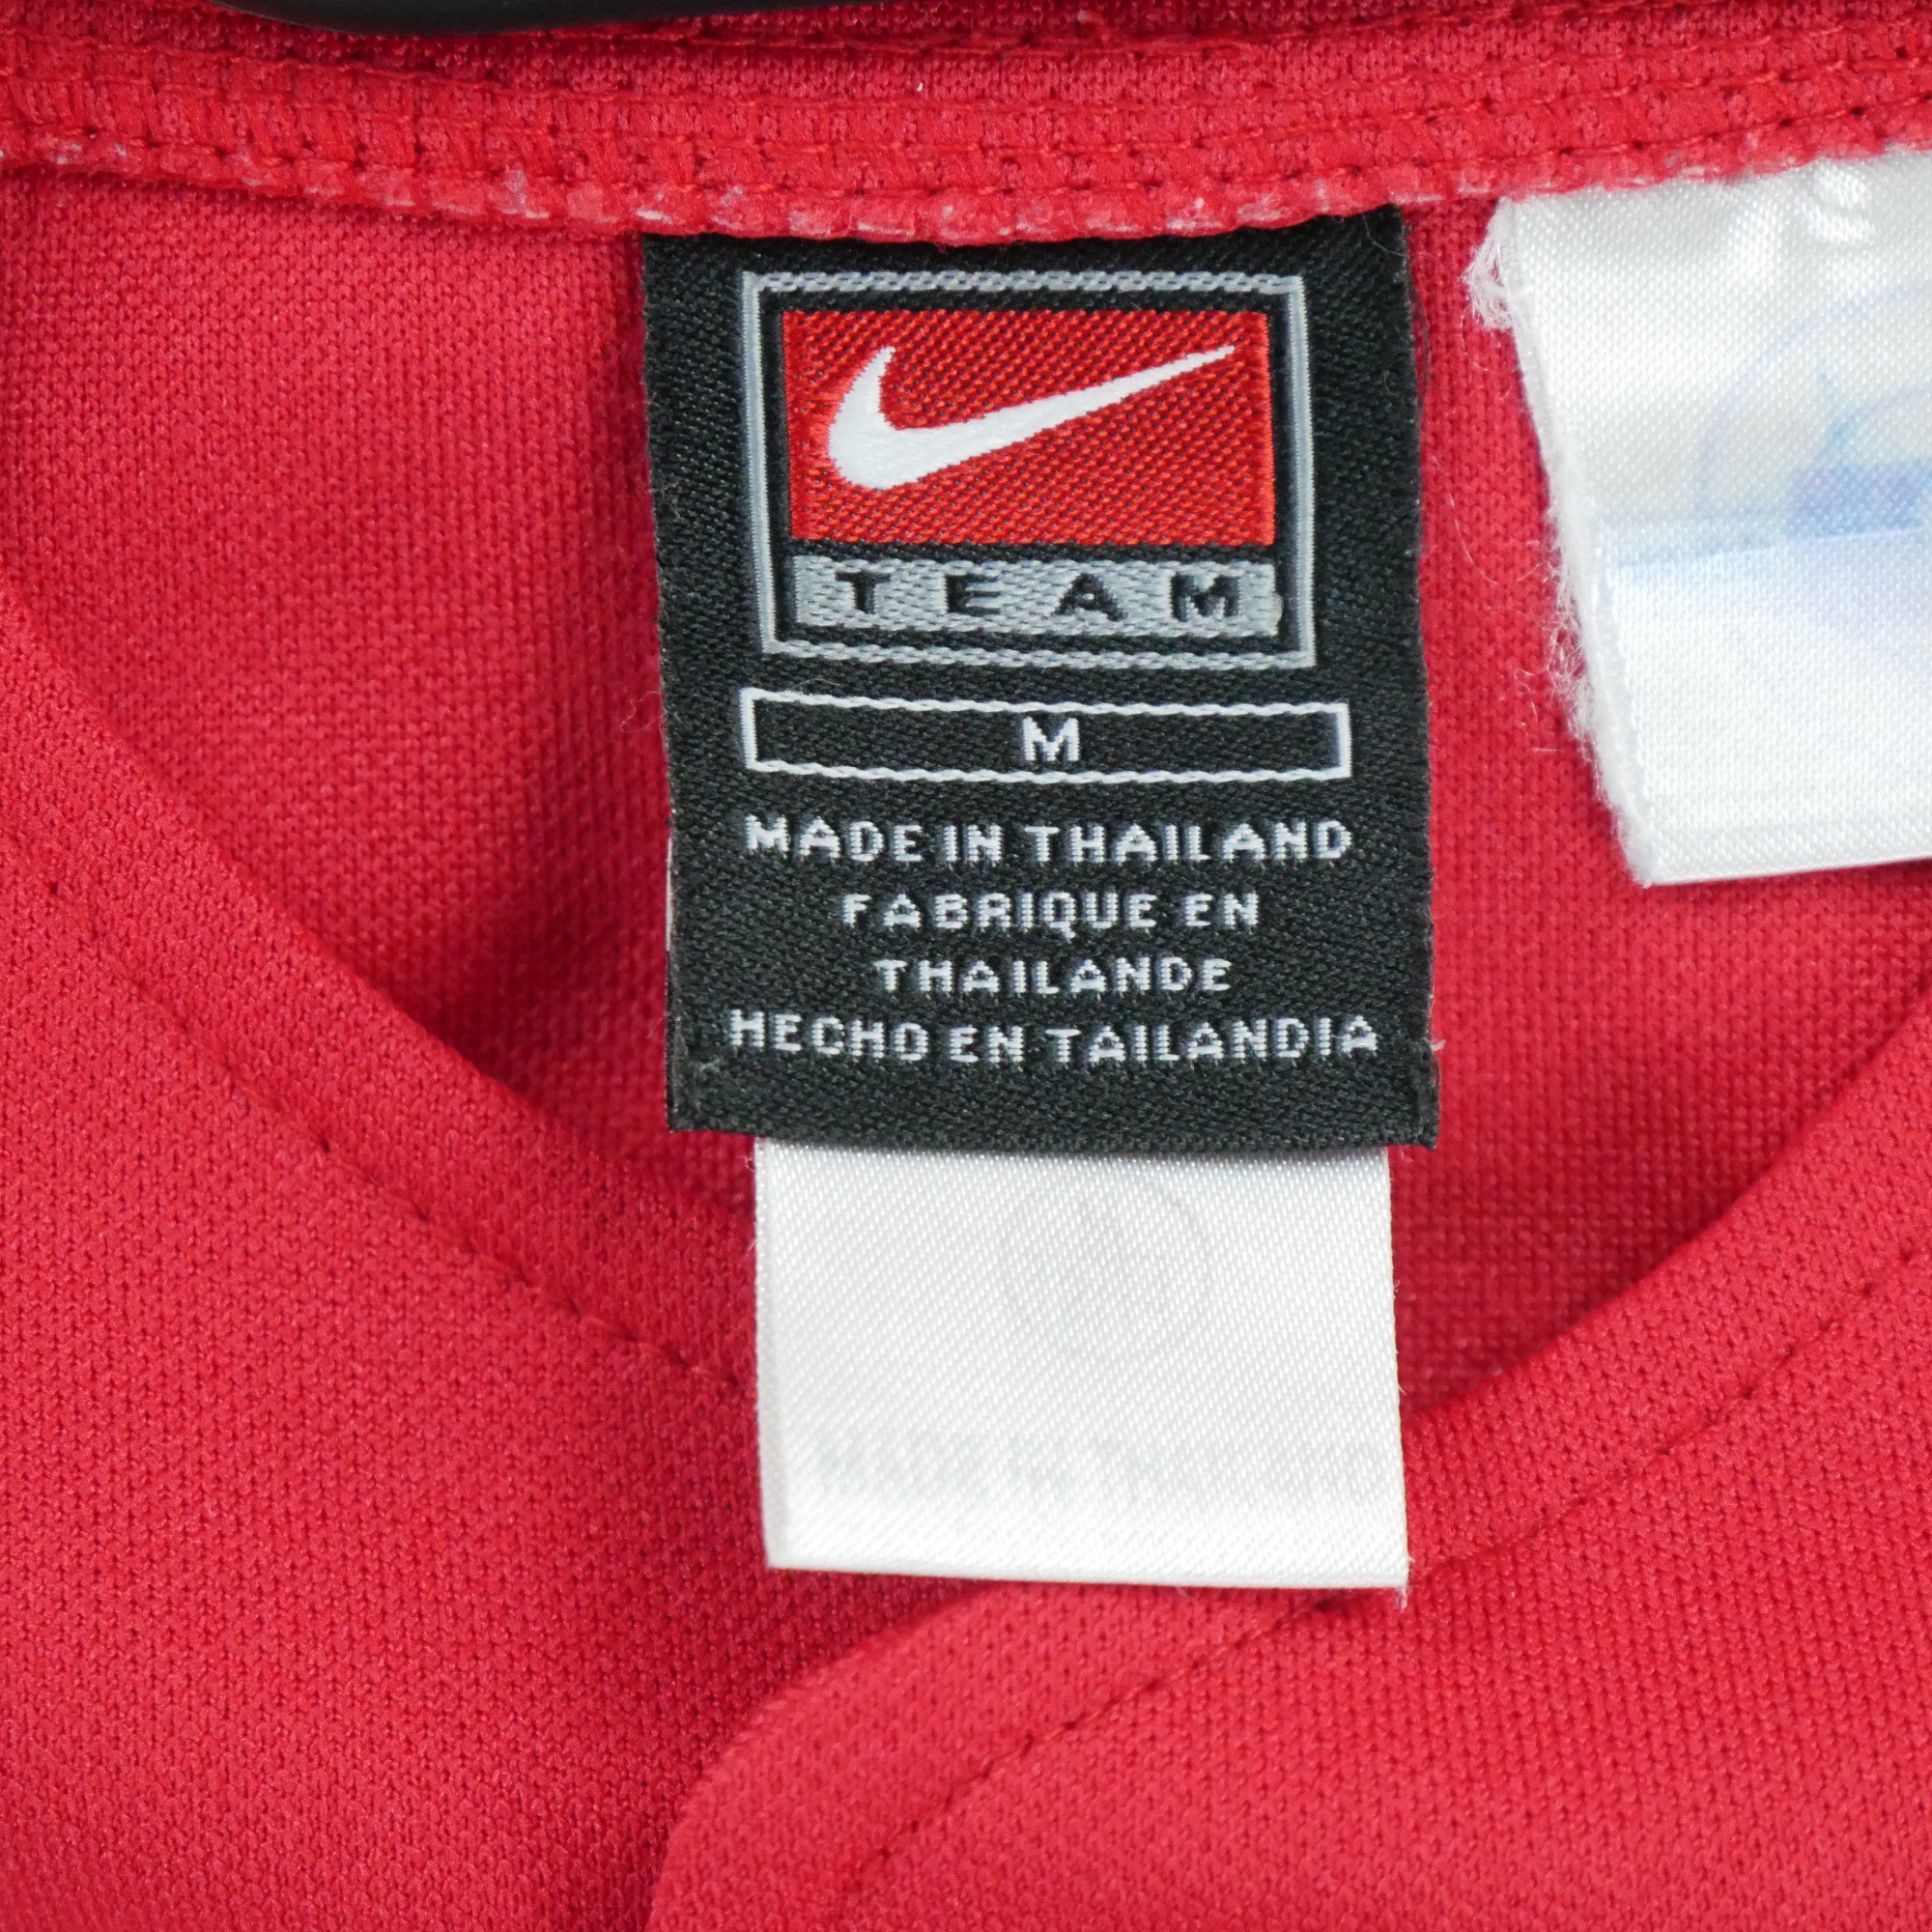 TEAM
M
MADE IN THAILAND
FABRIQUE EN
THAILANDE
HECHO EN TAILANDIA